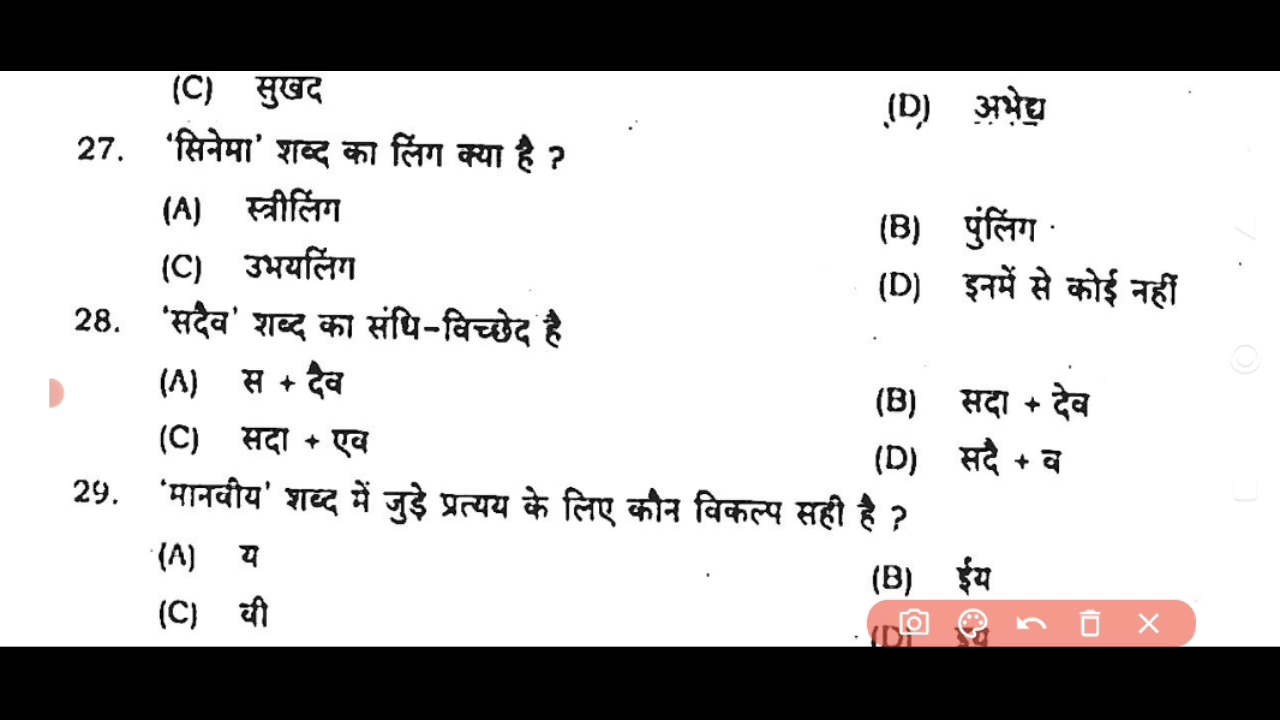 (C) सुखद (D) अभेद्य
27. 'सिनेमा' शब्द का लिंग क्या है ?
(A) स्त्रीलिंग (B) पुंलिंग
(C) उभयलिंग (D) इनमें से कोई नहीं
28. 'सदैव' शब्द का संधि-विच्छेद है
(A) स + दैव (B) सदा + देव
(C) सदा + एव (D) सदै + व
29. 'मानवीय' शब्द में जुड़े प्रत्यय के लिए कौन विकल्प सही है ?
(A) य (B) ईय
(C) वी (D)